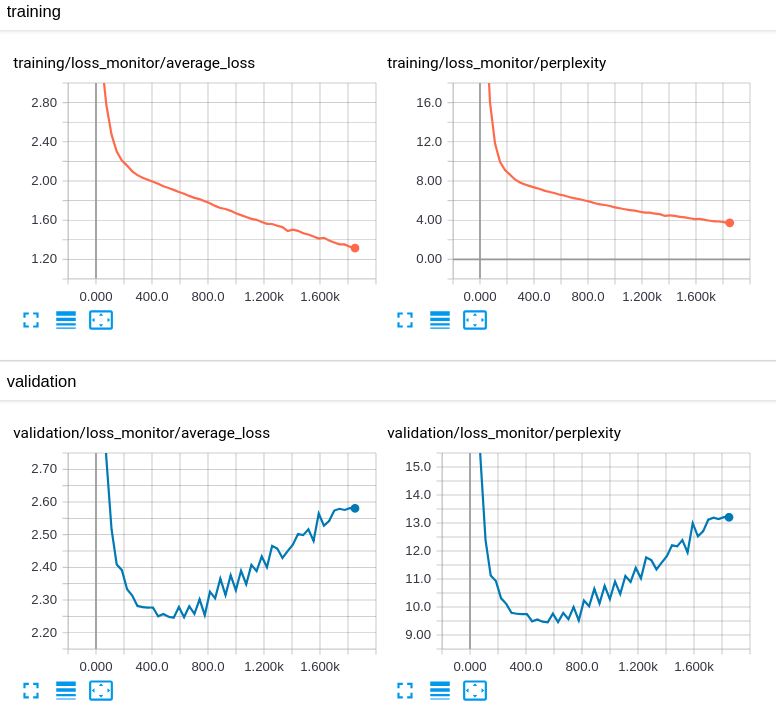 training
training/loss_monitor/average_loss
2.80
2.40
2.00
1.60
1.20
0.000 400.0 800.0 1.200k 1.600k
training/loss_monitor/perplexity
16.0
12.0
8.00
4.00
0.00
0.000 400.0 800.0 1.200k 1.600k
validation
validation/loss_monitor/average_loss
2.70
2.60
2.50
2.40
2.30
2.20
0.000 400.0 800.0 1.200k 1.600k
validation/loss_monitor/perplexity
15.0
14.0
13.0
12.0
11.0
10.0
9.00
0.000 400.0 800.0 1.200k 1.600k